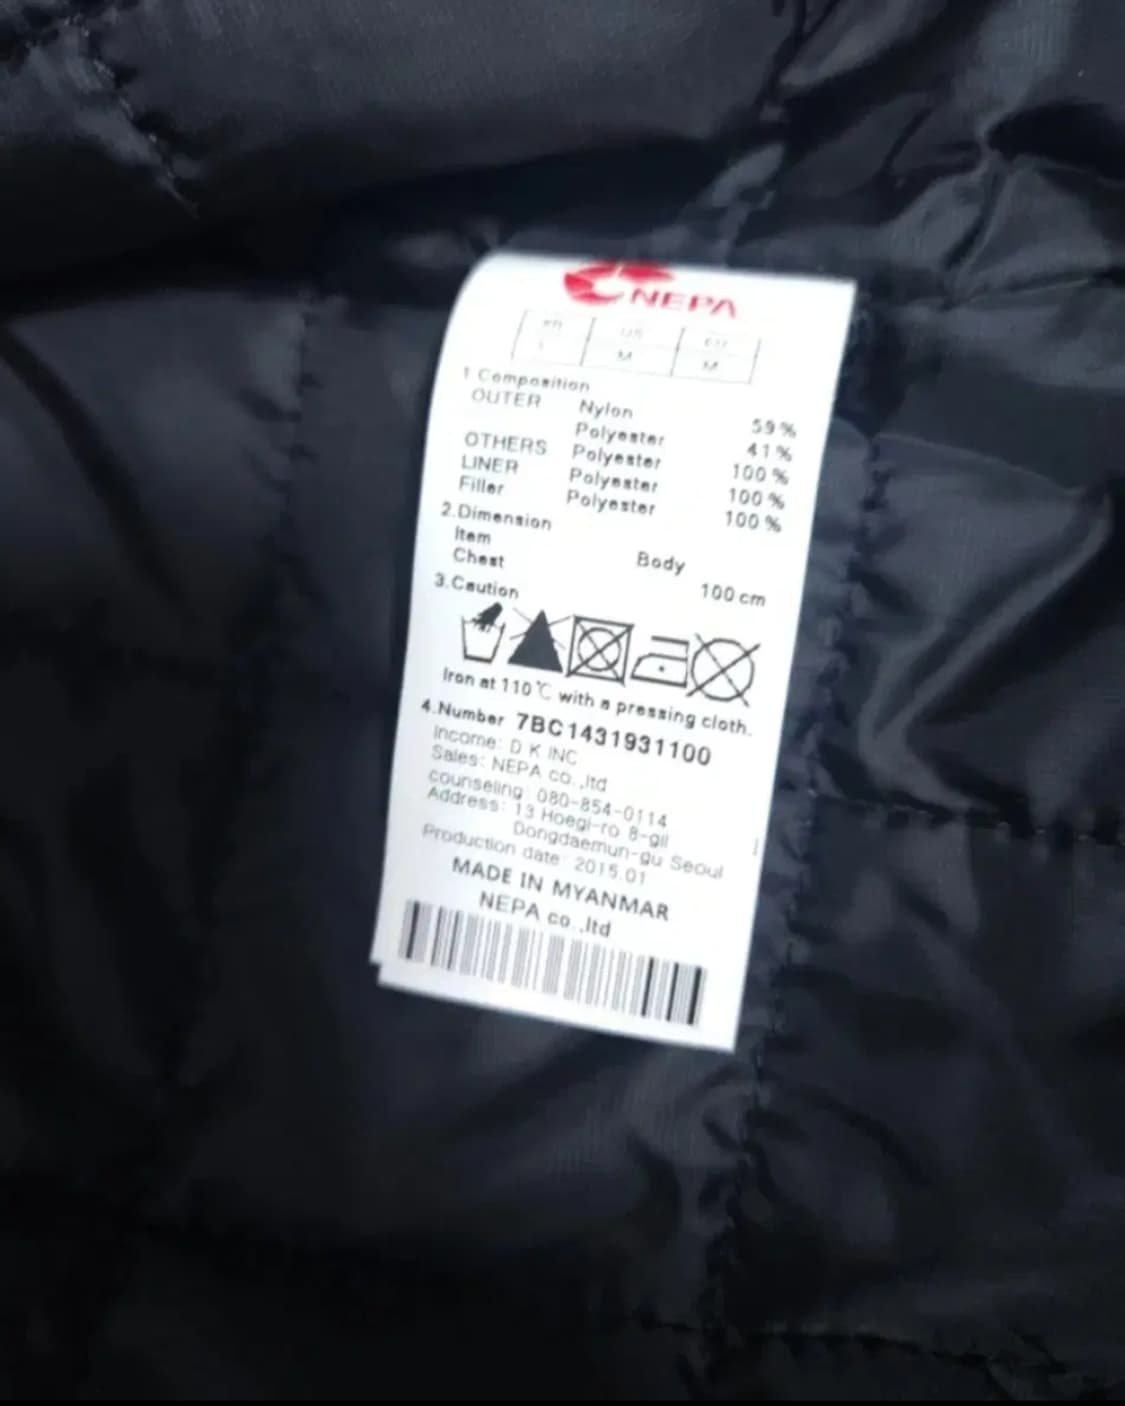 NEPA
M M
1 Composition
OUTER Nylon 59%
Polyester 41%
OTHERS Polyester 100%
LINER Polyester 100%
Filler Polyester 100%
2.Dimension
Item Body
Chest 100cm
3.Caution
Iron at 110℃ with a pressing cloth.
4.Number 7BC1431931100
Income: D K INC
Sales: NEPA co.,ltd
counseling: 080-854-0114
Address: 13 Hoegi-ro 8-gil
Dongdaemun-gu Seoul
Production date: 2015.01
MADE IN MYANMAR
NEPA co.,ltd